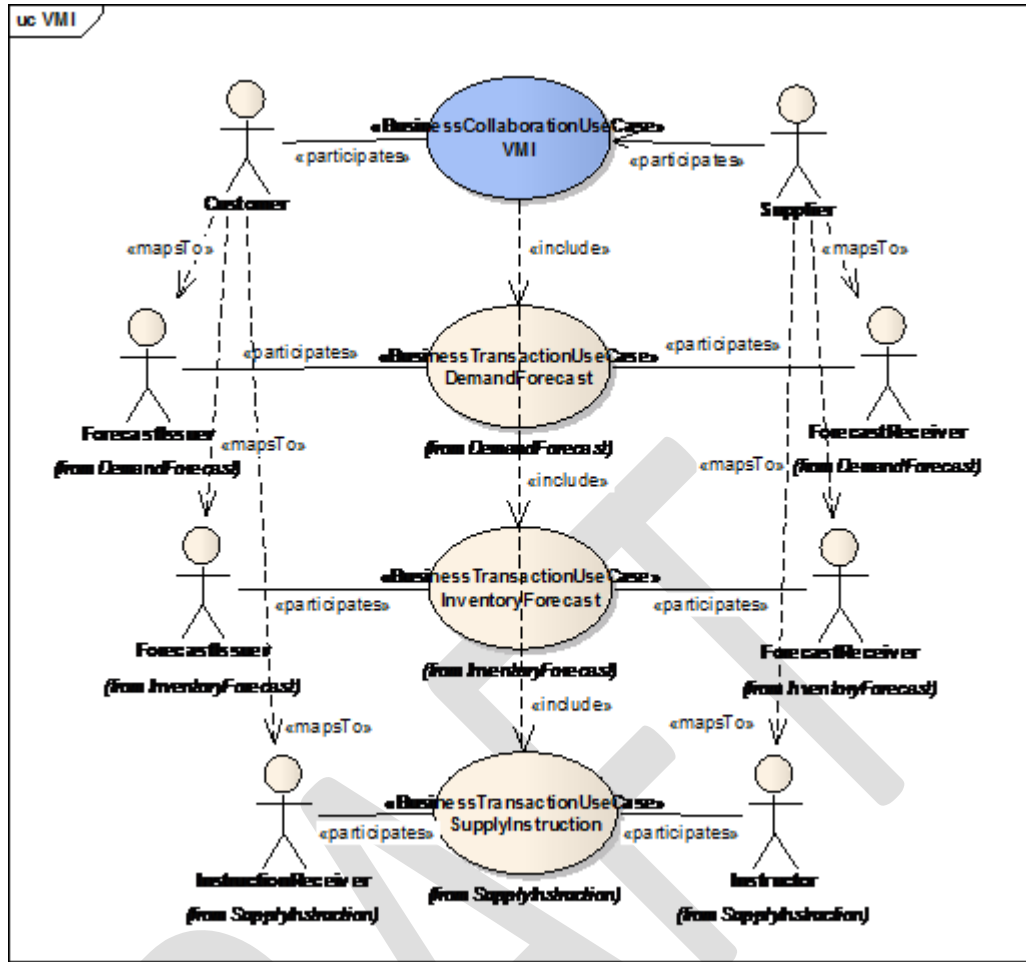 uc VMI
«BusinessCollaborationUseCase»
VMI
«participates»
«participates»
Customer
Supplier
«mapsTo»
«include»
«mapsTo»
«participates»
«BusinessTransactionUseCase»
DemandForecast
«participates»
ForecastIssuer
(from DemandForecast)
«mapsTo»
(from DemandForecast)
«include»
«mapsTo»
ForecastReceiver
(from DemandForecast)
«BusinessTransactionUseCase»
InventoryForecast
«participates»
«participates»
ForecastIssuer
(from InventoryForecast)
(from InventoryForecast)
ForecastReceiver
(from InventoryForecast)
«include»
«mapsTo»
«mapsTo»
«BusinessTransactionUseCase»
SupplyInstruction
«participates»
«participates»
InstructionReceiver
(from SupplyInstruction)
(from SupplyInstruction)
Instructor
(from SupplyInstruction)